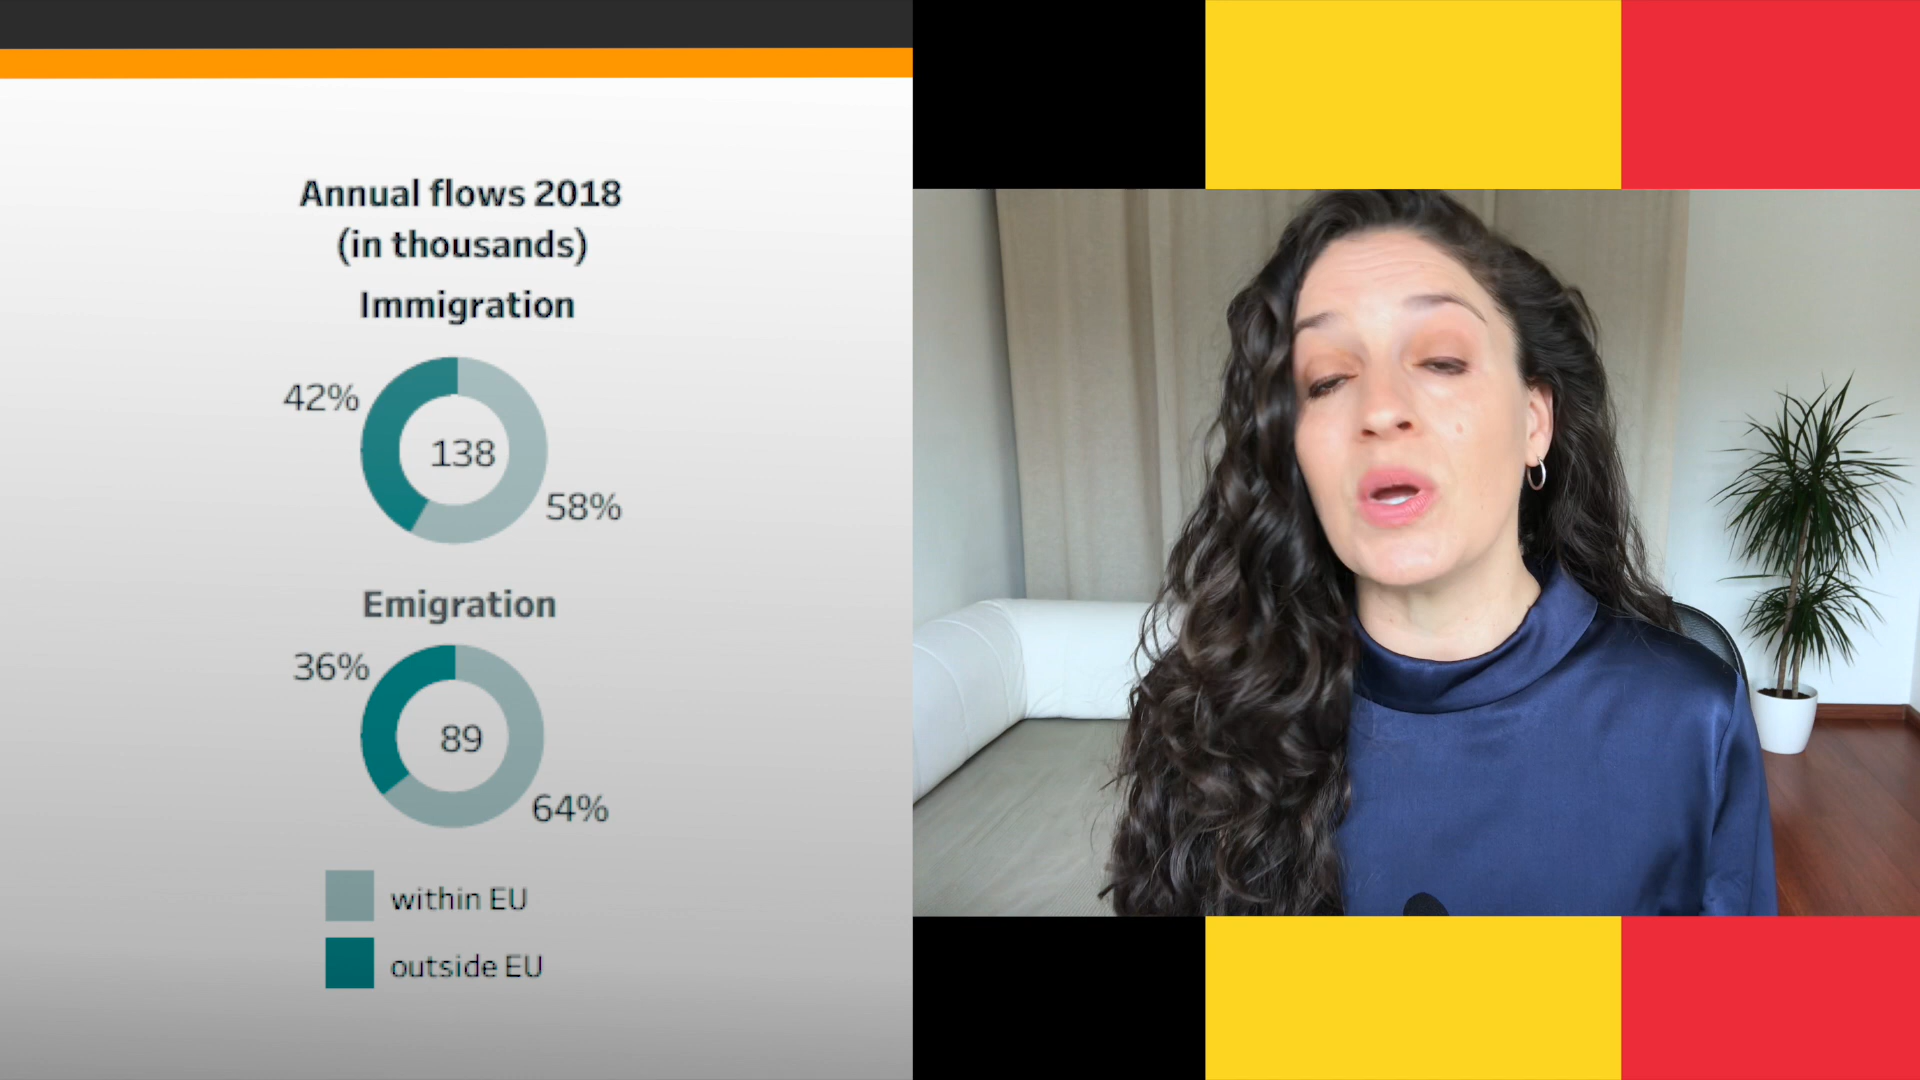 Annual flows 2018
(in thousands)
Immigration
42%
138
58%
Emigration
36%
89
64%
within EU
outside EU